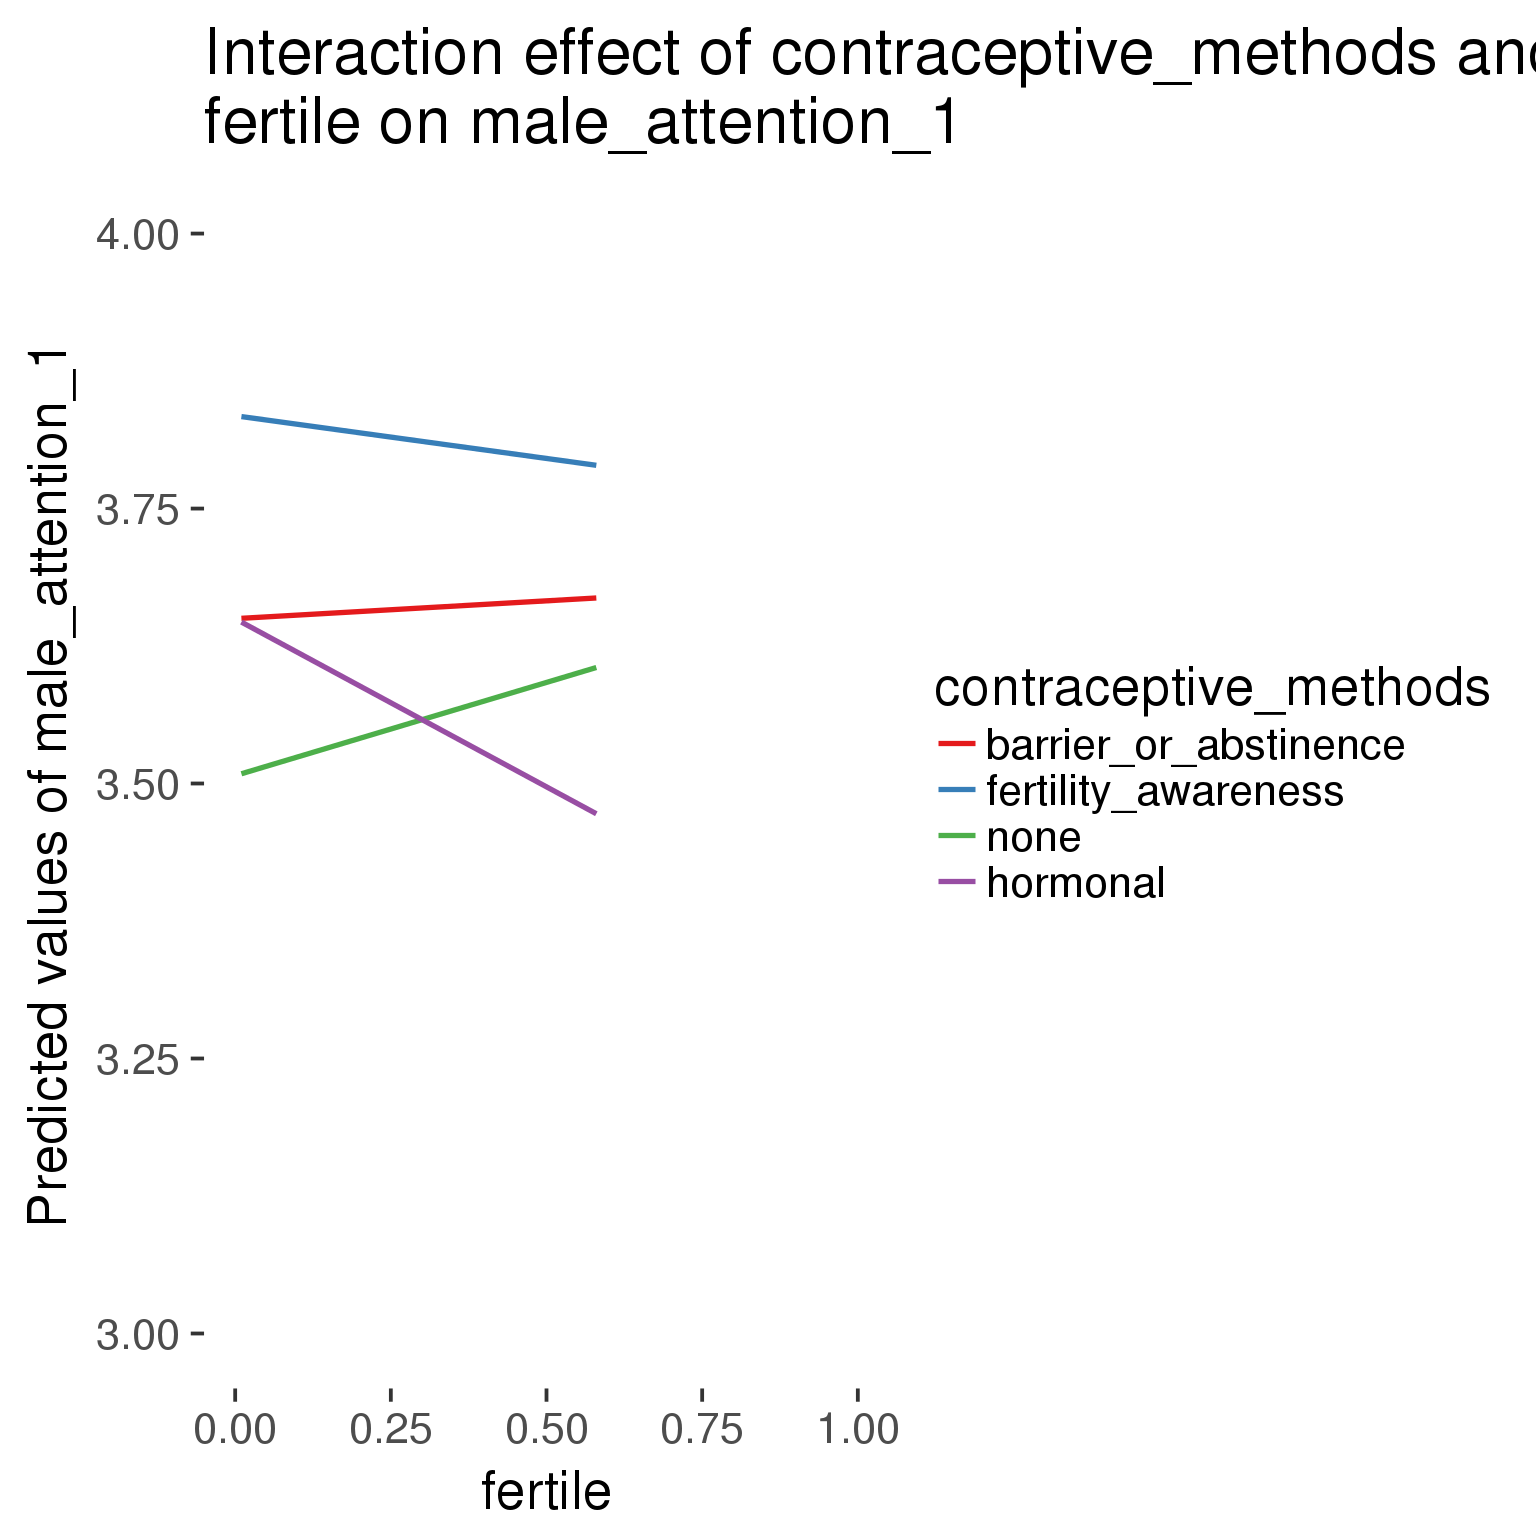 Interaction effect of contraceptive_methods an
fertile on male_attention_1
Predicted values of male_attention_1
4.00
3.75
3.50
3.25
3.00
0.00 0.25 0.50 0.75 1.00
fertile
contraceptive_methods
barrier_or_abstinence
fertility_awareness
none
hormonal